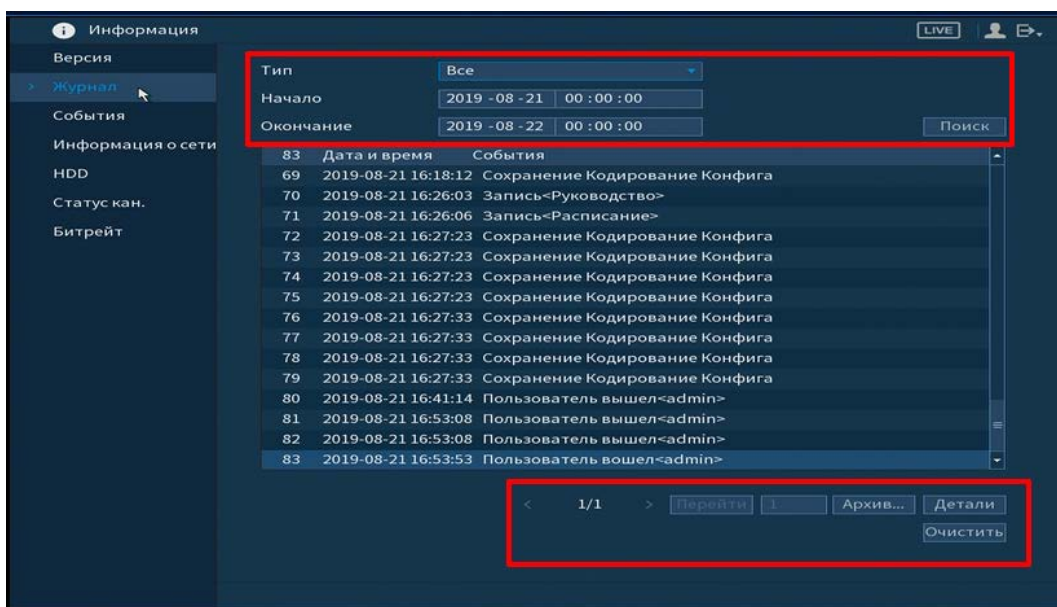 Информация LIVE
Версия
Журнал
События
Информация о сети
HDD
Статус кан.
Битрейт
Тип Все
Начало 2019 -08 -21 00 : 00 : 00
Окончание 2019 -08 -22 00 : 00 : 00
Поиск
83 Дата и время События
69 2019-08-21 16:18:12 Сохранение Кодирование Конфига
70 2019-08-21 16:26:03 Запись<Руководство>
71 2019-08-21 16:26:06 Запись<Расписание>
72 2019-08-21 16:27:23 Сохранение Кодирование Конфига
73 2019-08-21 16:27:23 Сохранение Кодирование Конфига
74 2019-08-21 16:27:23 Сохранение Кодирование Конфига
75 2019-08-21 16:27:23 Сохранение Кодирование Конфига
76 2019-08-21 16:27:33 Сохранение Кодирование Конфига
77 2019-08-21 16:27:33 Сохранение Кодирование Конфига
78 2019-08-21 16:27:33 Сохранение Кодирование Конфига
79 2019-08-21 16:27:33 Сохранение Кодирование Конфига
80 2019-08-21 16:41:14 Пользователь вышел<admin>
81 2019-08-21 16:53:08 Пользователь вышел<admin>
82 2019-08-21 16:53:08 Пользователь вышел<admin>
83 2019-08-21 16:53:53 Пользователь вошел<admin>
< 1/1 > Перейти 1 Архив... Детали
Очистить